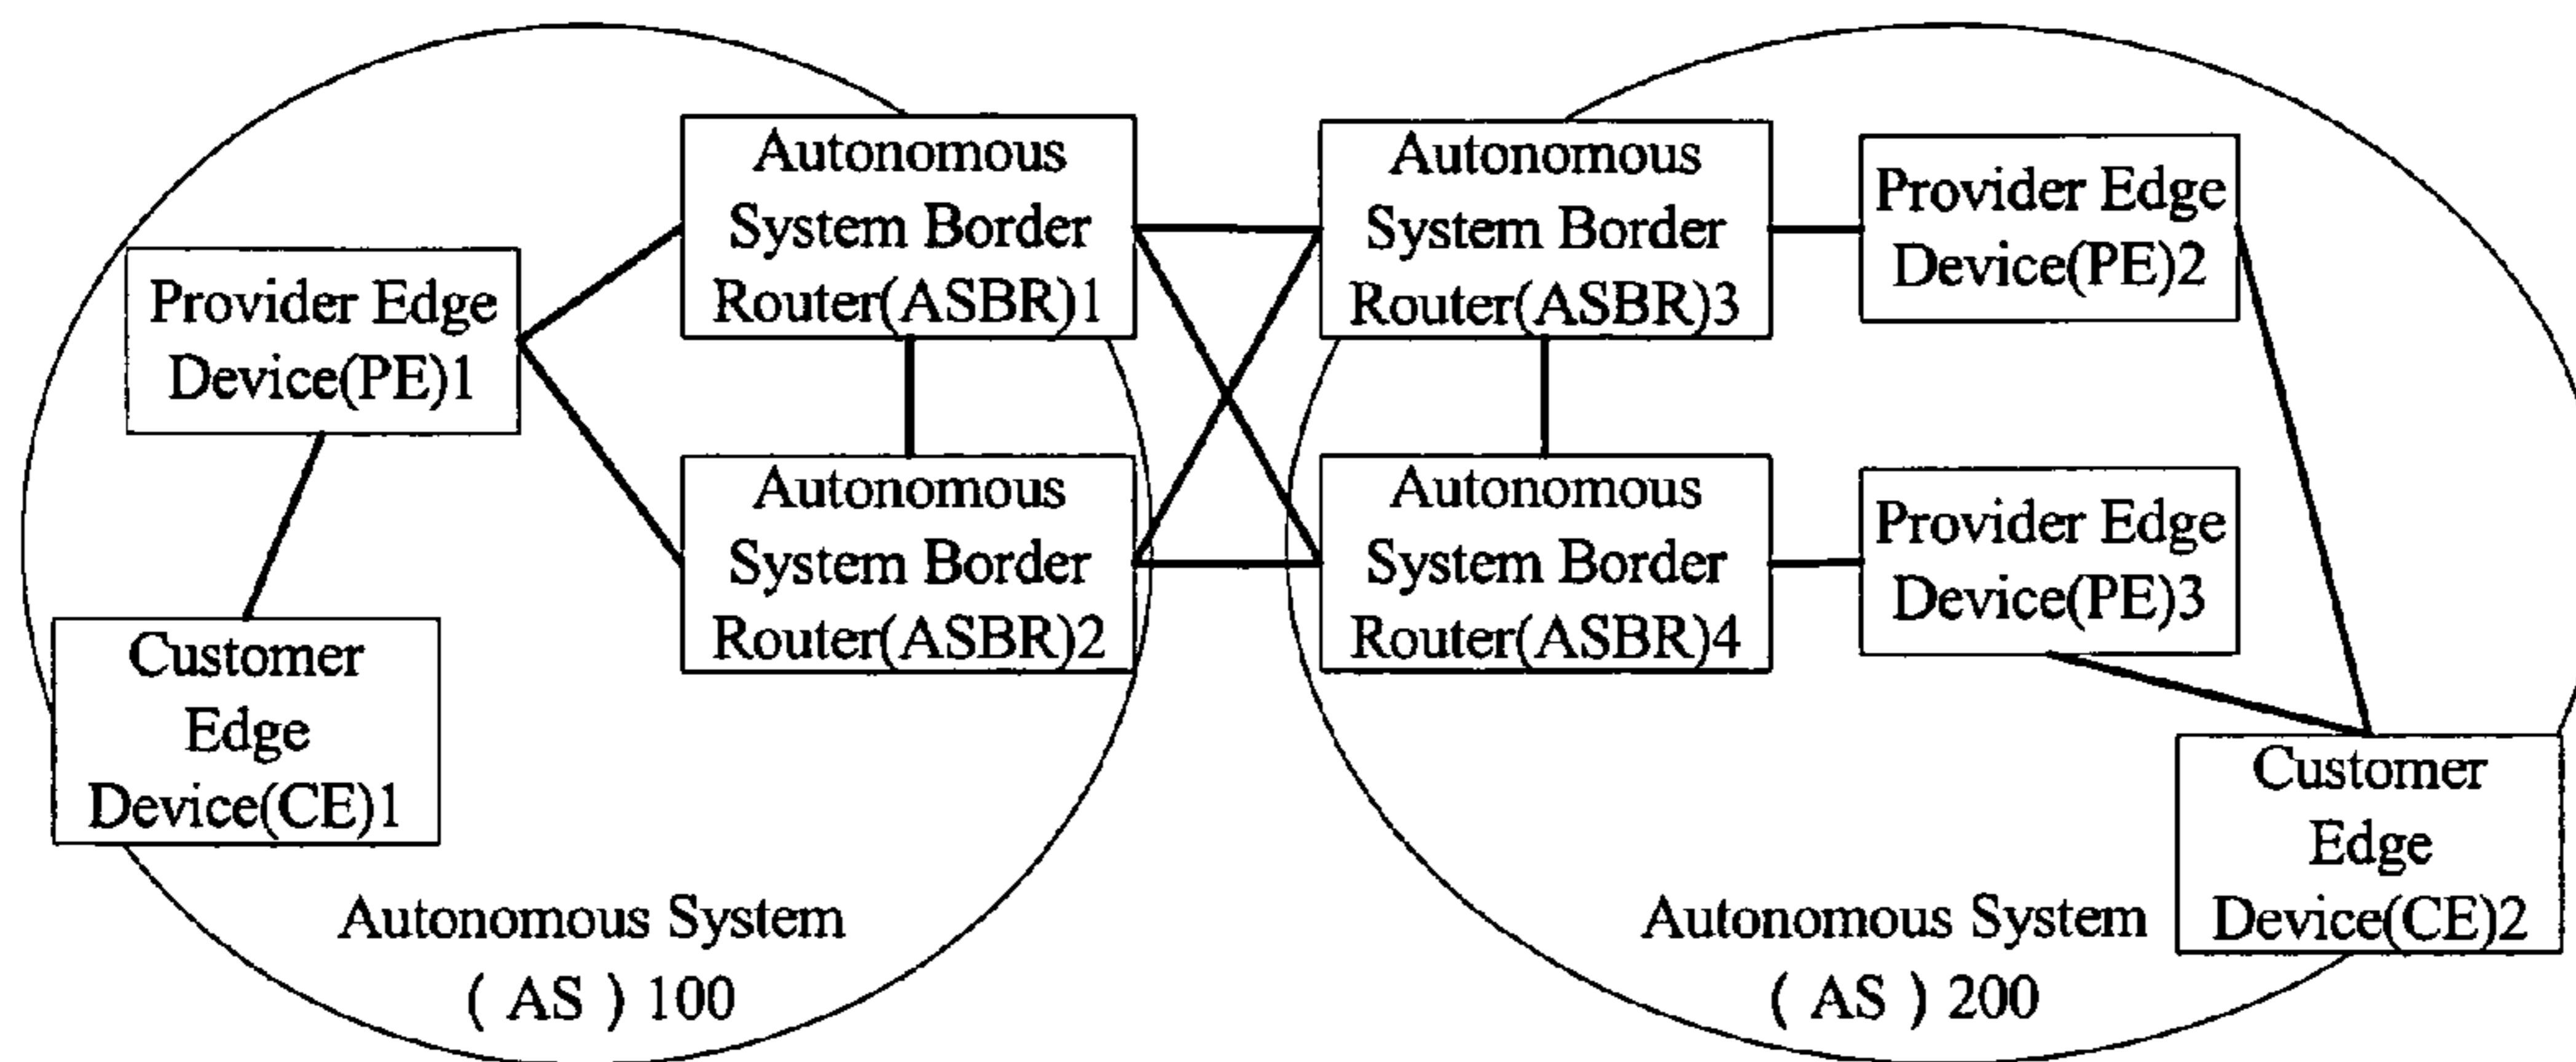 Provider Edge
Device(PE)1
Customer
Edge
Device(CE)1
Autonomous
System Border
Router(ASBR)1
Autonomous
System Border
Router(ASBR)2
Autonomous System
( AS ) 100
Autonomous
System Border
Router(ASBR)3
Autonomous
System Border
Router(ASBR)4
Provider Edge
Device(PE)2
Provider Edge
Device(PE)3
Customer
Edge
Device(CE)2
Autonomous System
( AS ) 200